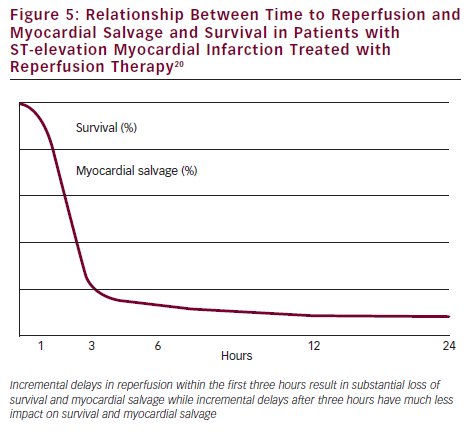 Figure 5: Relationship Between Time to Reperfusion and
Myocardial Salvage and Survival in Patients with
ST-elevation Myocardial Infarction Treated with
Reperfusion Therapy²⁰
Survival (%)
Myocardial salvage (%)
1 3 6 12 24
Hours
Incremental delays in reperfusion within the first three hours result in substantial loss of
survival and myocardial salvage while incremental delays after three hours have much less
impact on survival and myocardial salvage